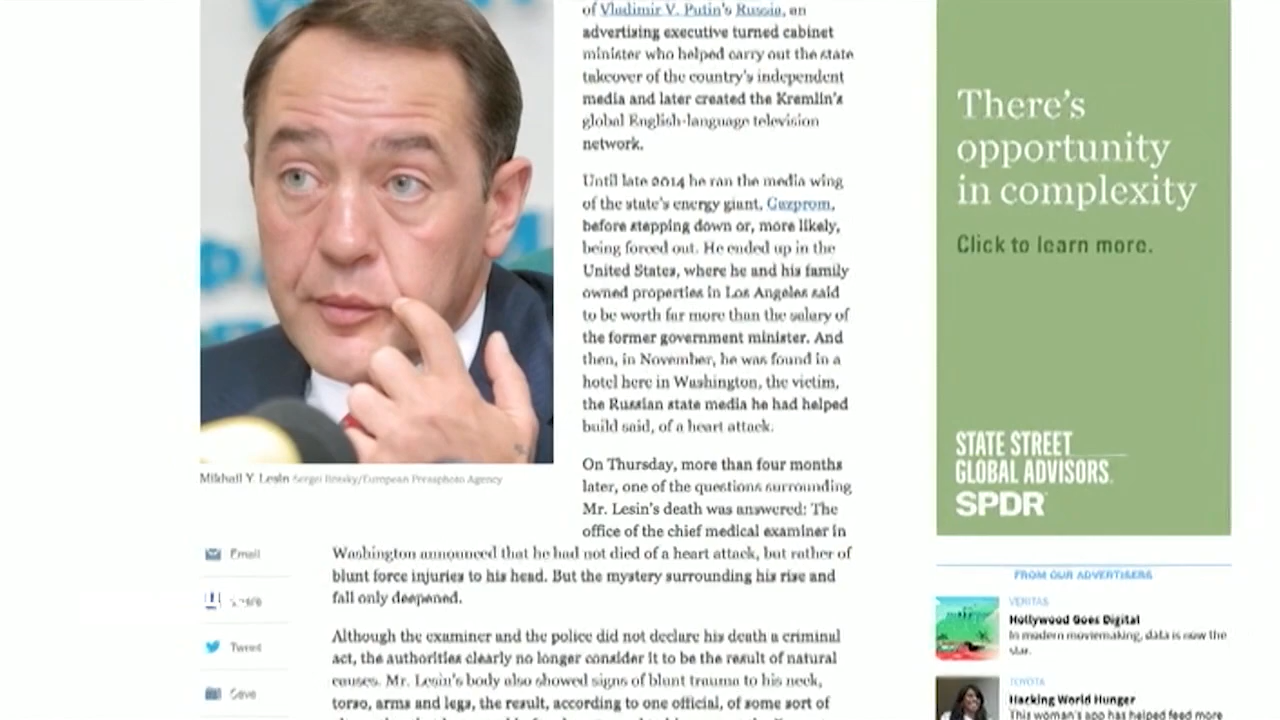 of Vladimir V. Putin's Russia, an
advertising executive turned cabinet
minister who helped carry out the state
takeover of the country's independent
media and later created the Kremlin's
global English-language television
network.
Until late 2014 he ran the media wing
of the state's energy giant, Gazprom,
before stepping down or, more likely,
being forced out. He ended up in the
United States, where he and his family
owned properties in Los Angeles said
to be worth far more than the salary of
the former government minister. And
then, in November, he was found in a
hotel here in Washington, the victim,
the Russian state media he had helped
build said, of a heart attack.
On Thursday, more than four months
later, one of the questions surrounding
Mr. Lesin's death was answered: The
office of the chief medical examiner in
Washington announced that he had not died of a heart attack, but rather of
blunt force injuries to his head. But the mystery surrounding his rise and
fall only deepened.
Although the examiner and the police did not declare his death a criminal
act, the authorities clearly no longer consider it to be the result of natural
causes. Mr. Lesin's body also showed signs of blunt trauma to his neck,
torso, arms and legs, the result, according to one official, of some sort of
Mikhail Y. Lesin Sergei Ilnitsky/European Pressphoto Agency
Email
Share
Tweet
Save
There's
opportunity
in complexity
Click to learn more.
STATE STREET
GLOBAL ADVISORS
SPDR
FROM OUR ADVERTISERS
VERITAS
Hollywood Goes Digital
In modern moviemaking, data is now the
star.
TOYOTA
Hacking World Hunger
This woman's app has helped feed more